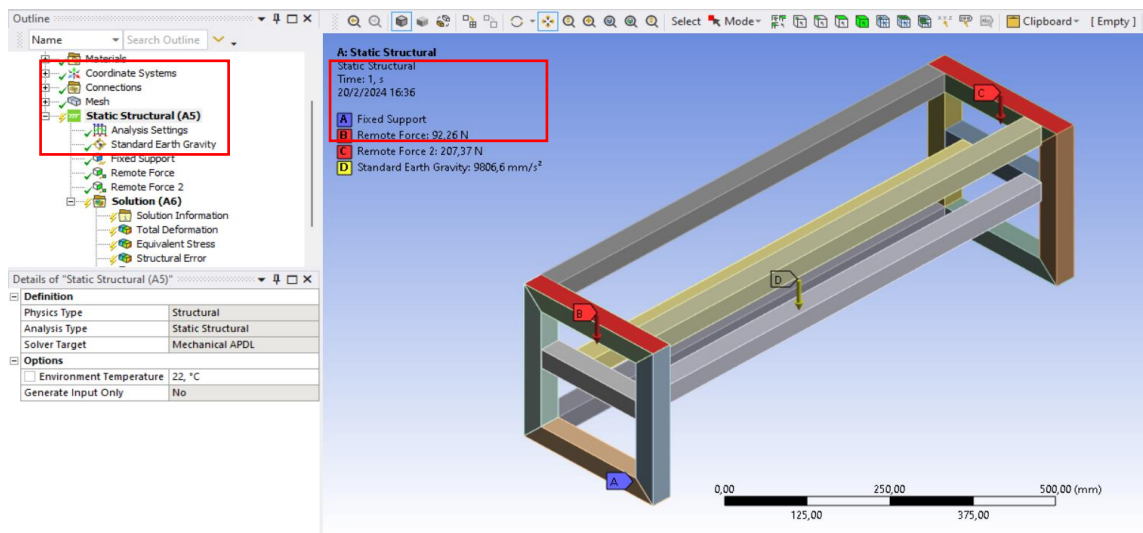 Outline
Name
Search Outline
Select
Mode
Clipboard
[Empty]
Materials
Coordinate Systems
Connections
Mesh
Static Structural (A5)
Analysis Settings
Standard Earth Gravity
Fixed Support
Remote Force
Remote Force 2
Solution (A6)
Solution Information
Total Deformation
Equivalent Stress
Structural Error
Details of "Static Structural (A5)"
Definition
Physics Type Structural
Analysis Type Static Structural
Solver Target Mechanical APDL
Options
Environment Temperature 22, °C
Generate Input Only No
A: Static Structural
Static Structural
Time: 1, s
20/2/2024 16:36
A Fixed Support
B Remote Force: 92,26 N
C Remote Force 2: 207,37 N
D Standard Earth Gravity: 9806,6 mm/s²
C
D
B
A
0,00 250,00 500,00 (mm)
125,00 375,00